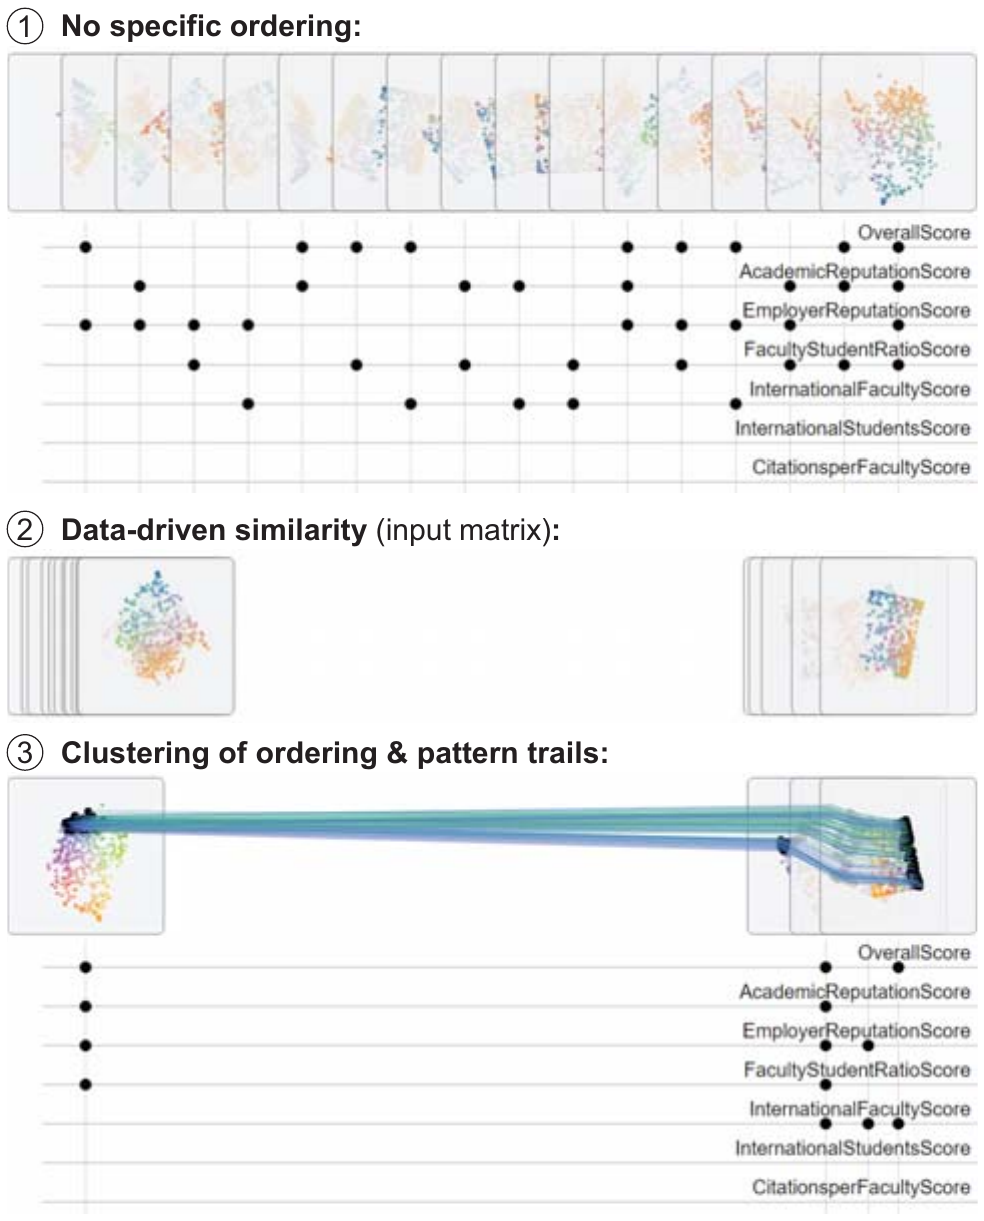 1 No specific ordering:
OverallScore
AcademicReputationScore
EmployerReputationScore
FacultyStudentRatioScore
InternationalFacultyScore
InternationalStudentsScore
CitationsperFacultyScore
2 Data-driven similarity (input matrix):
3 Clustering of ordering & pattern trails:
OverallScore
AcademicReputationScore
EmployerReputationScore
FacultyStudentRatioScore
InternationalFacultyScore
InternationalStudentsScore
CitationsperFacultyScore